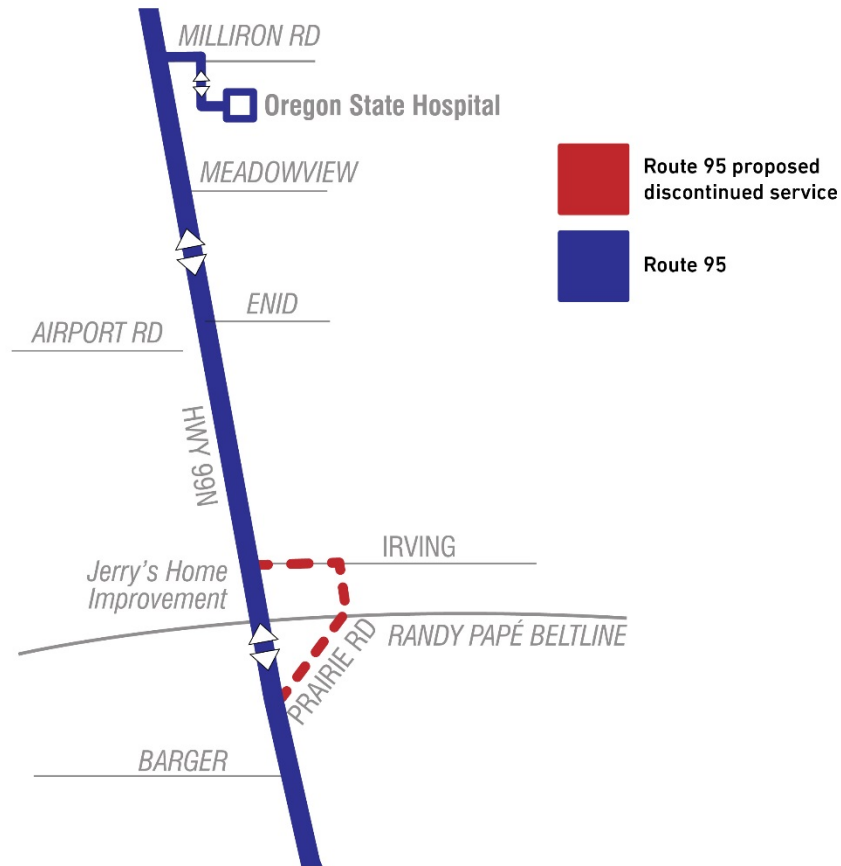 MILLIRON RD
Oregon State Hospital
MEADOWVIEW
Route 95 proposed
discontinued service
Route 95
ENID
AIRPORT RD
HWY 99N
IRVING
Jerry's Home
Improvement
RANDY PAPÉ BELTLINE
PRAIRIE RD
BARGER